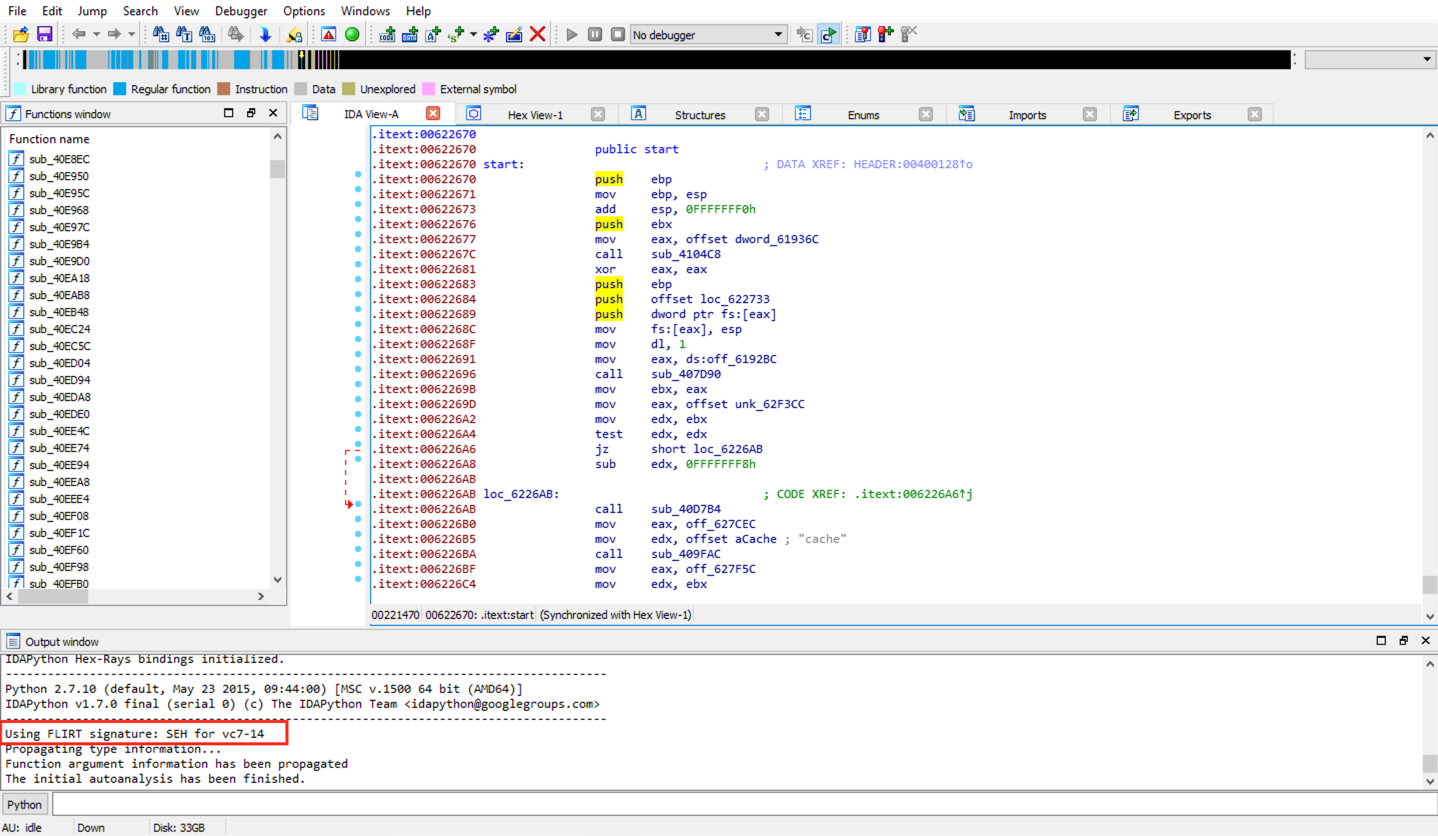 File Edit Jump Search View Debugger Options Windows Help
No debugger
Library function Regular function Instruction Data Unexplored External symbol
Functions window
IDA View-A Hex View-1 Structures Enums Imports Exports
Function name
sub_40E8EC
sub_40E950
sub_40E95C
sub_40E968
sub_40E97C
sub_40E9B4
sub_40E9D0
sub_40EA18
sub_40EAB8
sub_40EB48
sub_40EC24
sub_40EC5C
sub_40ED04
sub_40ED94
sub_40EDA8
sub_40EDE0
sub_40EE4C
sub_40EE74
sub_40EE94
sub_40EEA8
sub_40EEE4
sub_40EF08
sub_40EF1C
sub_40EF60
sub_40EF98
sub_40EFB0
.itext:00622670
.itext:00622670 public start
.itext:00622670 start: ; DATA XREF: HEADER:00400128↑o
.itext:00622670 push ebp
.itext:00622671 mov ebp, esp
.itext:00622673 add esp, 0FFFFFFF0h
.itext:00622676 push ebx
.itext:00622677 mov eax, offset dword_61936C
.itext:0062267C call sub_4104C8
.itext:00622681 xor eax, eax
.itext:00622683 push ebp
.itext:00622684 push offset loc_622733
.itext:00622689 push dword ptr fs:[eax]
.itext:0062268C mov fs:[eax], esp
.itext:0062268F mov dl, 1
.itext:00622691 mov eax, ds:off_6192BC
.itext:00622696 call sub_407D90
.itext:0062269B mov ebx, eax
.itext:0062269D mov eax, offset unk_62F3CC
.itext:006226A2 mov edx, ebx
.itext:006226A4 test edx, edx
.itext:006226A6 jz short loc_6226AB
.itext:006226A8 sub edx, 0FFFFFFF8h
.itext:006226AB
.itext:006226AB loc_6226AB: ; CODE XREF: .itext:006226A6↑j
.itext:006226AB call sub_40D7B4
.itext:006226B0 mov eax, off_627CEC
.itext:006226B5 mov edx, offset aCache ; "cache"
.itext:006226BA call sub_409FAC
.itext:006226BF mov eax, off_627F5C
.itext:006226C4 mov edx, ebx
00221470 00622670: .itext:start (Synchronized with Hex View-1)
Output window
IDAPython Hex-Rays bindings initialized.
---------------------------------------------------------------------------------
Python 2.7.10 (default, May 23 2015, 09:44:00) [MSC v.1500 64 bit (AMD64)]
IDAPython v1.7.0 final (serial 0) (c) The IDAPython Team <idapython@googlegroups.com>
---------------------------------------------------------------------------------
Using FLIRT signature: SEH for vc7-14
Propagating type information...
Function argument information has been propagated
The initial autoanalysis has been finished.
Python
AU: idle Down Disk: 33GB